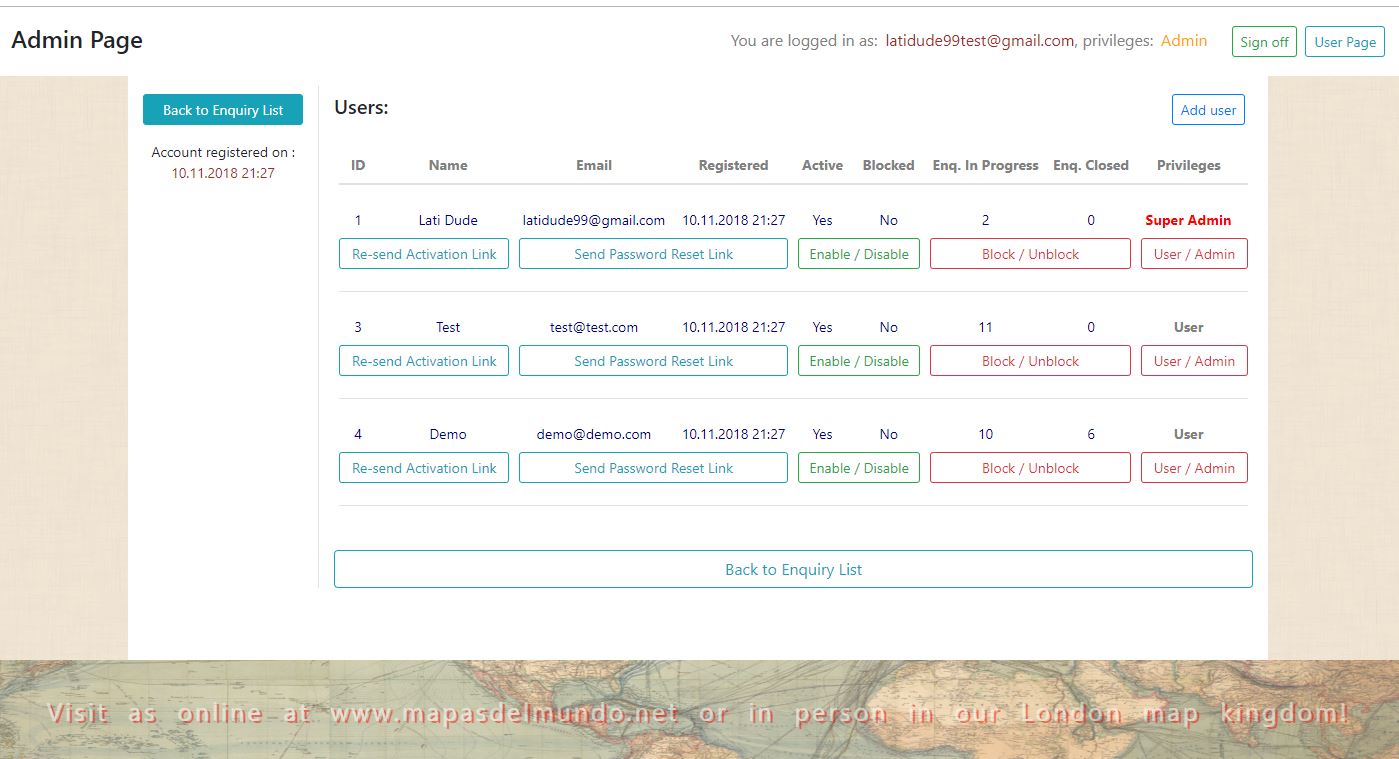 Admin Page
You are logged in as: latidude99test@gmail.com, privileges: Admin
Sign off
User Page
Back to Enquiry List
Account registered on :
10.11.2018 21:27
Users:
Add user
ID Name Email Registered Active Blocked Enq. In Progress Enq. Closed Privileges
1 Lati Dude latidude99@gmail.com 10.11.2018 21:27 Yes No 2 0 Super Admin
Re-send Activation Link Send Password Reset Link Enable / Disable Block / Unblock User / Admin
3 Test test@test.com 10.11.2018 21:27 Yes No 11 0 User
Re-send Activation Link Send Password Reset Link Enable / Disable Block / Unblock User / Admin
4 Demo demo@demo.com 10.11.2018 21:27 Yes No 10 6 User
Re-send Activation Link Send Password Reset Link Enable / Disable Block / Unblock User / Admin
Back to Enquiry List
Visit as online at www.mapasdelmundo.net or in person in our London map kingdom!